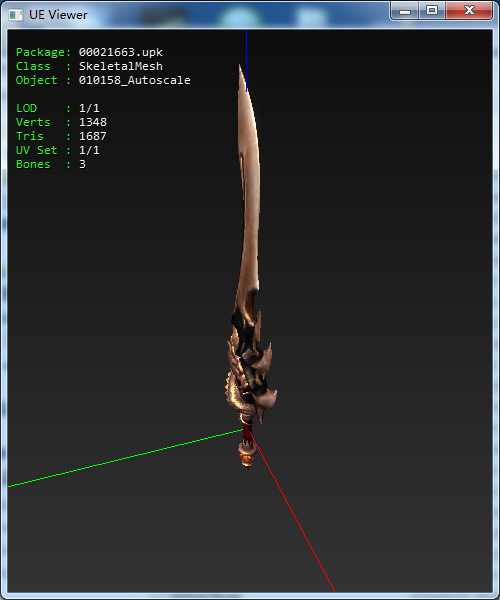 UE Viewer
Package: 00021663.upk
Class : SkeletalMesh
Object : 010158_Autoscale
LOD : 1/1
Verts : 1348
Tris : 1687
UV Set : 1/1
Bones : 3